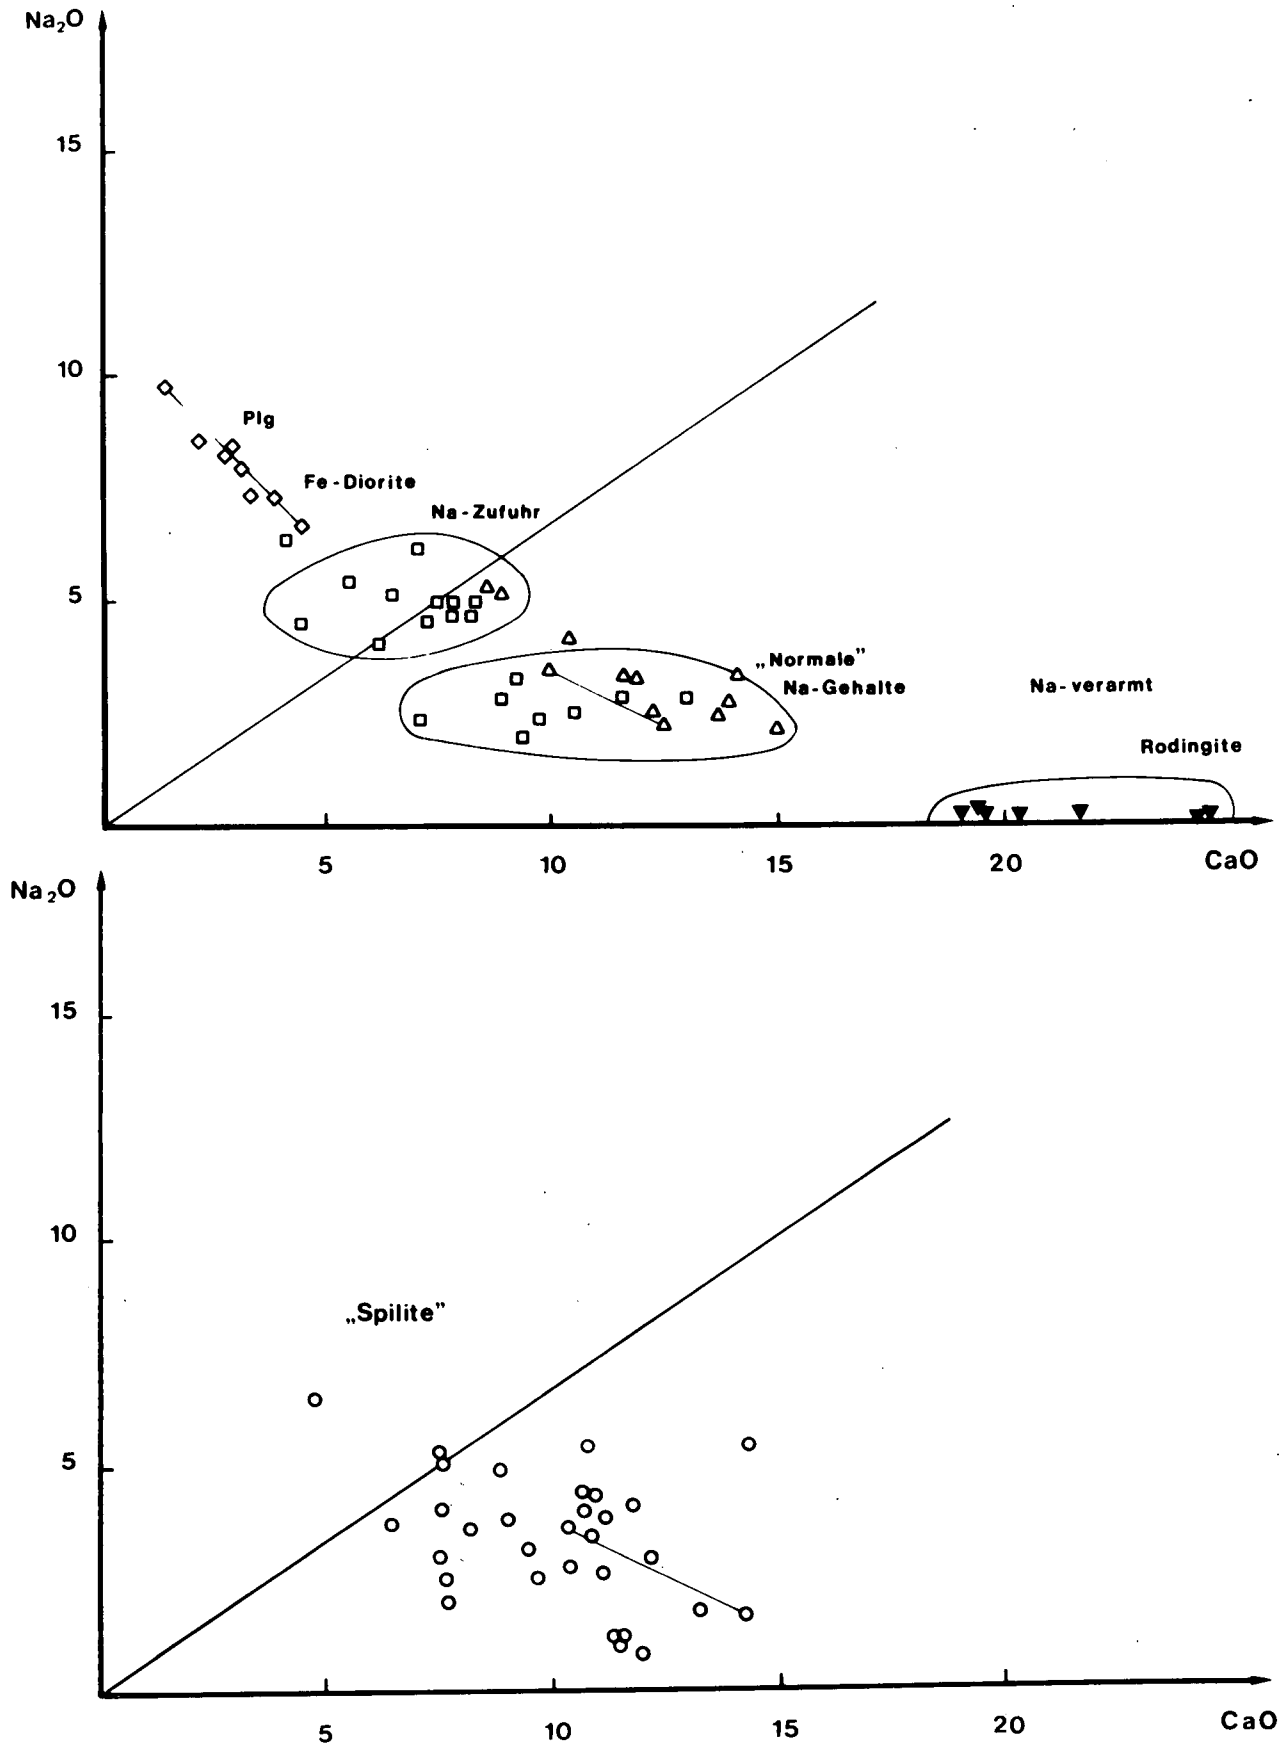 Na₂O
15
10
Plg
Fe-Diorite
Na-Zufuhr
5
„Normale”
Na-Gehalte
Na-verarmt
Rodingite
5 10 15 20 CaO
Na₂O
15
10
„Spilite”
5
5 10 15 20 CaO